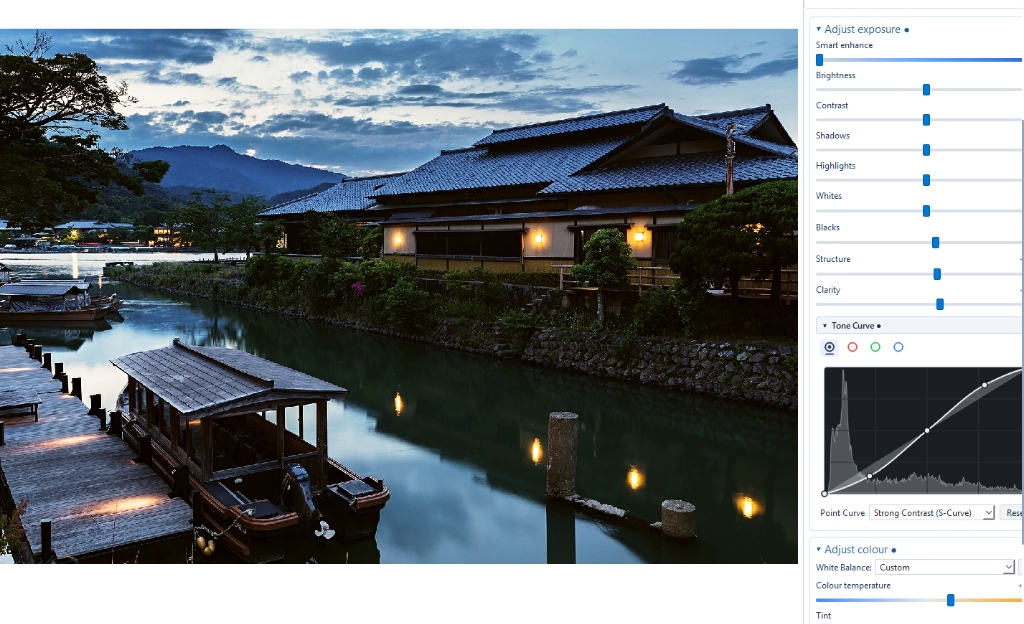 Adjust exposure
Smart enhance
Brightness
Contrast
Shadows
Highlights
Whites
Blacks
Structure
Clarity
Tone Curve
Point Curve Strong Contrast (S-Curve)
Adjust colour
White Balance: Custom
Colour temperature
Tint